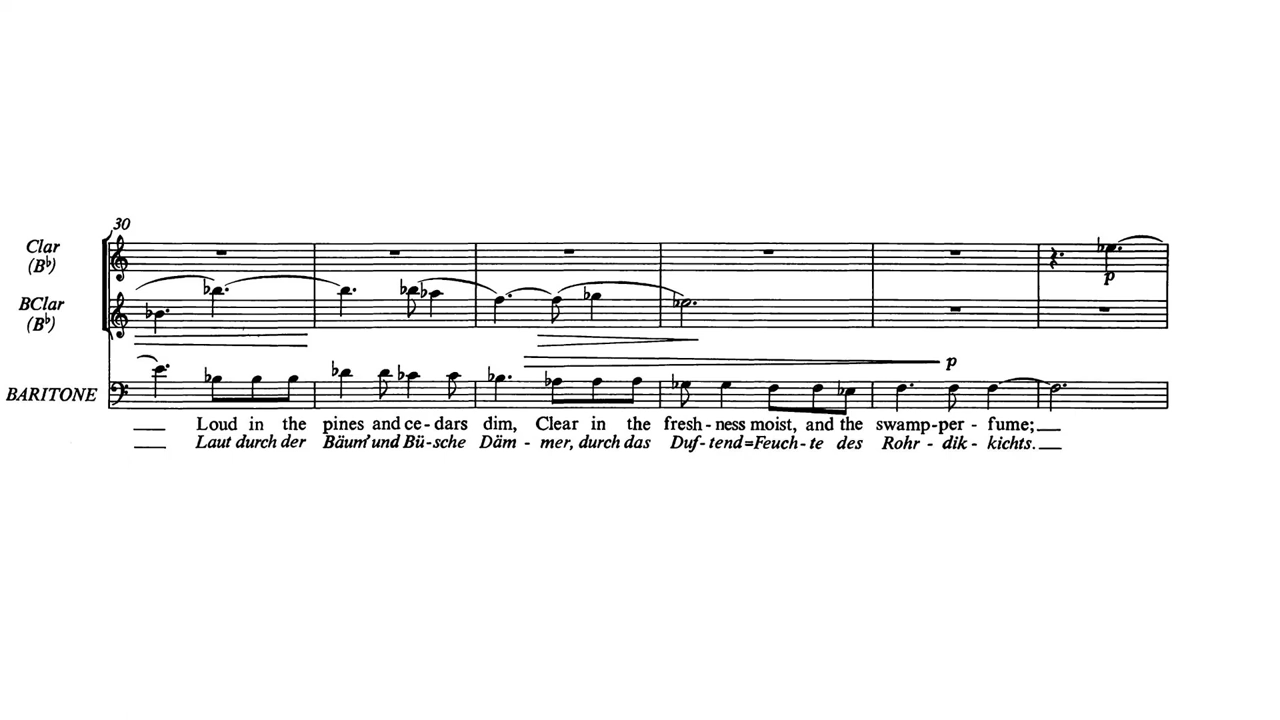 30
Clar
(B♭)
p
BClar
(B♭)
p
BARITONE
Loud in the pines and ce-dars dim, Clear in the fresh-ness moist, and the swamp-per-fume;
Laut durch der Bäum' und Bü-sche Däm-mer, durch das Duf-tend=Feuch-te des Rohr-dik-kichts.